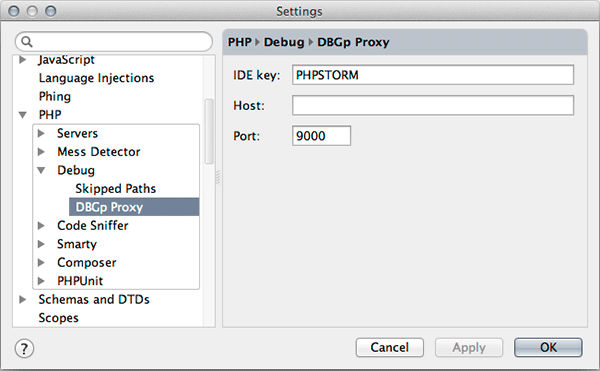 Settings
JavaScript
Language Injections
Phing
PHP
Servers
Mess Detector
Debug
Skipped Paths
DBGp Proxy
Code Sniffer
Smarty
Composer
PHPUnit
Schemas and DTDs
Scopes
PHP Debug DBGp Proxy
IDE key: PHPSTORM
Host:
Port: 9000
?
Cancel Apply OK